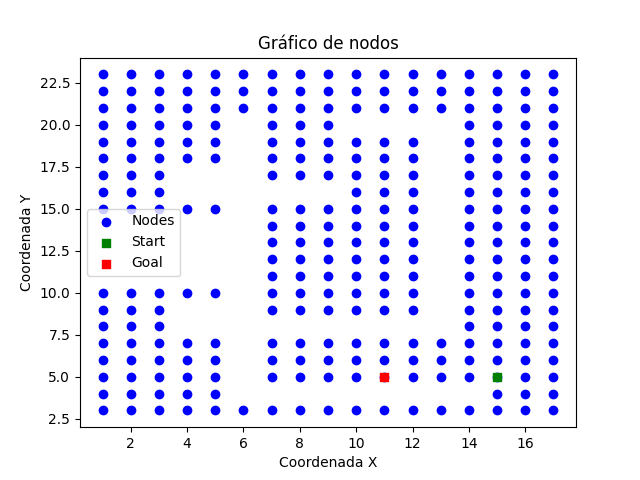 Gráfico de nodos
Coordenada Y
22.5
20.0
17.5
15.0
12.5
10.0
7.5
5.0
2.5
Nodes
Start
Goal
2 4 6 8 10 12 14 16
Coordenada X